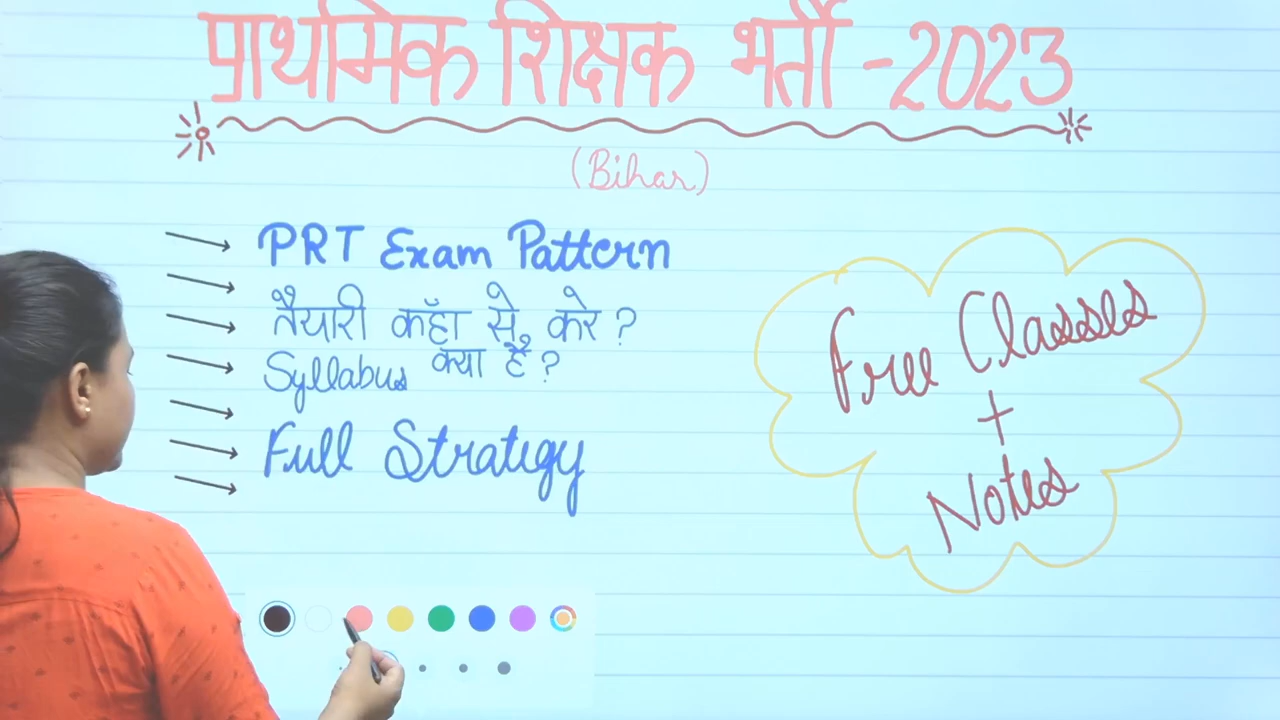 प्राथमिक शिक्षक भर्ती -2023
(Bihar)
PRT Exam Pattern
तैयारी कहाँ से करे ?
Syllabus क्या है ?
Full Strategy
Free Classes
+
Notes